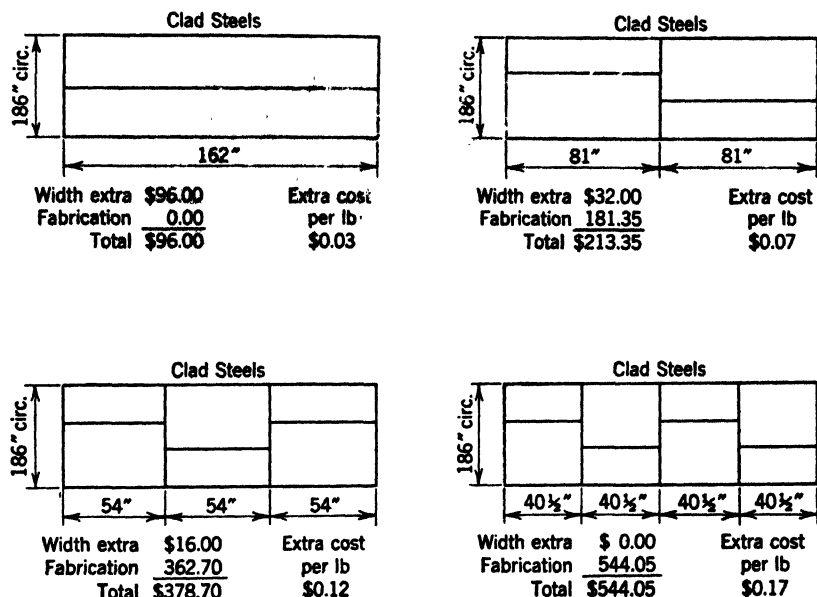 Clad Steels
186" circ.
162"
Width extra $96.00
Fabrication 0.00
Total $96.00
Extra cost
per lb
$0.03
Clad Steels
186" circ.
81" 81"
Width extra $32.00
Fabrication 181.35
Total $213.35
Extra cost
per lb
$0.07
Clad Steels
186" circ.
54" 54" 54"
Width extra $16.00
Fabrication 362.70
Total $378.70
Extra cost
per lb
$0.12
Clad Steels
186" circ.
40½" 40½" 40½" 40½"
Width extra $ 0.00
Fabrication 544.05
Total $544.05
Extra cost
per lb
$0.17